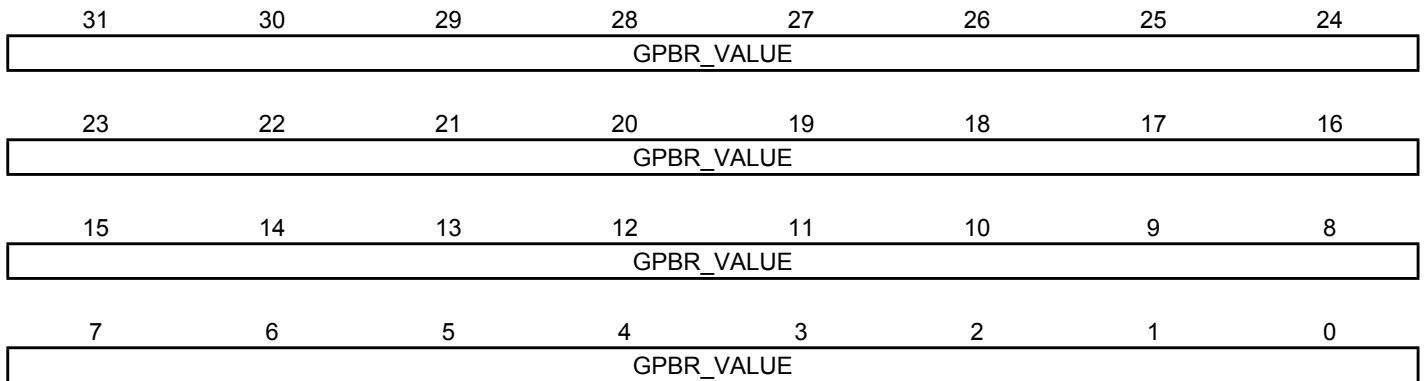 31 30 29 28 27 26 25 24
GPBR_VALUE
23 22 21 20 19 18 17 16
GPBR_VALUE
15 14 13 12 11 10 9 8
GPBR_VALUE
7 6 5 4 3 2 1 0
GPBR_VALUE